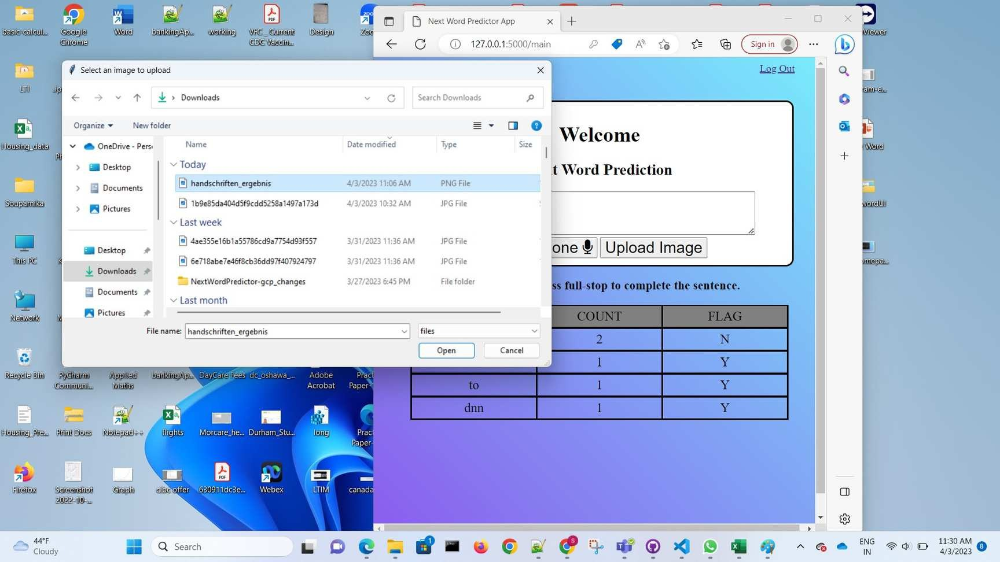 basic-calcul...
Google Chrome
Word
bankingAp...
working
VFC _ Current CDC Vaccin...
Design
Zoo
Viewer
LTI
.ip
ram-e...
Housing_data
Word
Souparnika
wordUI
This PC
omepa...
Network
Recycle Bin
PyCharm Communi...
Applied Maths
bankingAp...
DayCare Fees
dc_oshawa_...
Adobe Acrobat
Pract Paper-
Housing_Pre...
Print Docs
Notepad++
flights
Morcare_he...
Durham_Stu...
long
Pract Paper-
Firefox
Screenshot 2022-10-...
Graph
cibc offer
630911dc3e...
Webex
LTIM
canada
Select an image to upload
Downloads
Search Downloads
Organize
New folder
Name
Date modified
Type
Size
OneDrive - Perso
Desktop
Documents
Pictures
Desktop
Downloads
Documents
Pictures
Today
handschriften_ergebnis 4/3/2023 11:06 AM PNG File
1b9e85da404d5f9cdd5258a1497a173d 4/3/2023 10:32 AM JPG File
Last week
4ae355e16b1a55786cd9a7754d93f557 3/31/2023 11:36 AM JPG File
6e718abe7e46f8cb36dd97f407924797 3/31/2023 11:36 AM JPG File
NextWordPredictor-gcp_changes 3/27/2023 6:45 PM File folder
Last month
File name: handschriften_ergebnis
files
Open
Cancel
Next Word Predictor App
127.0.0.1:5000/main
Sign in
Log Out
Welcome
t Word Prediction
one
Upload Image
ss full-stop to complete the sentence.
COUNT FLAG
2 N
1 Y
to 1 Y
dnn 1 Y
44°F
Cloudy
Search
1
S
ENG
IN
11:30 AM
4/3/2023
8